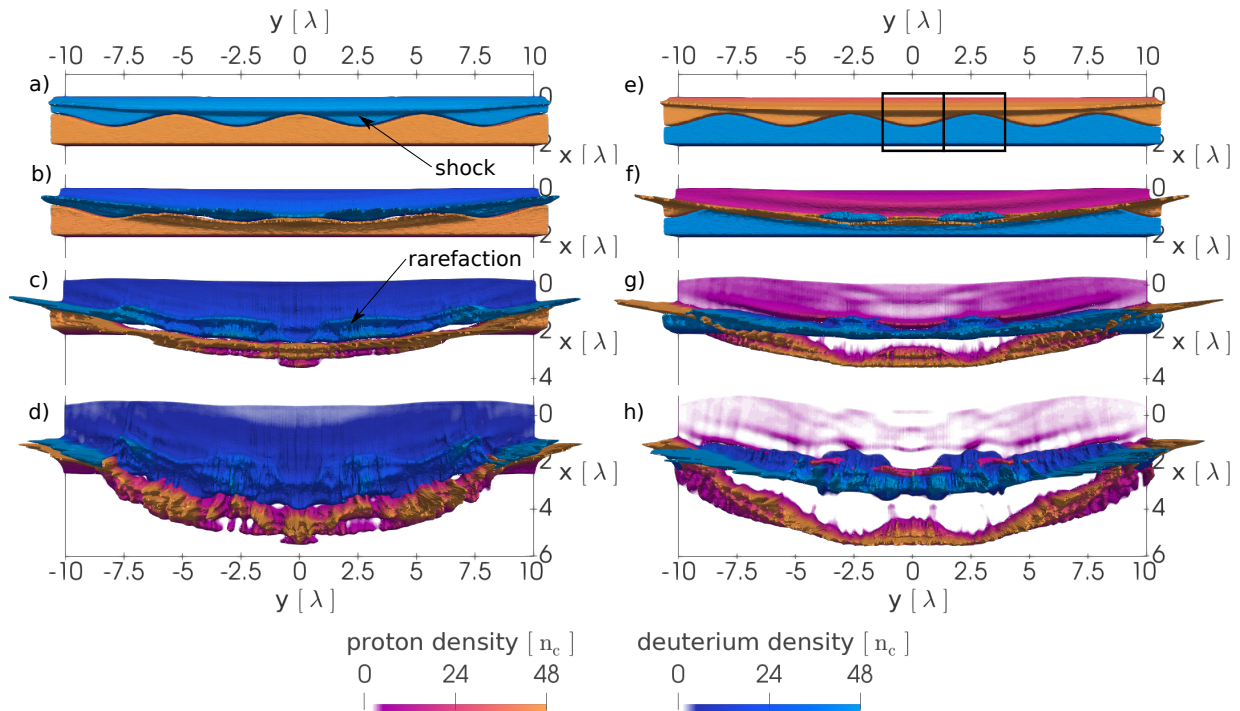 y [ λ ]
-10 -7.5 -5 -2.5 0 2.5 5 7.5 10
a)
0
shock
2
x [ λ ]
b)
0
2
x [ λ ]
rarefaction
c)
0
2
x [ λ ]
4
d)
0
2
x [ λ ]
4
6
-10 -7.5 -5 -2.5 0 2.5 5 7.5 10
y [ λ ]
y [ λ ]
-10 -7.5 -5 -2.5 0 2.5 5 7.5 10
e)
0
2
x [ λ ]
f)
0
2
x [ λ ]
g)
0
2
x [ λ ]
4
h)
0
2
x [ λ ]
4
6
-10 -7.5 -5 -2.5 0 2.5 5 7.5 10
y [ λ ]
proton density [ n_c ]
0 24 48
deuterium density [ n_c ]
0 24 48